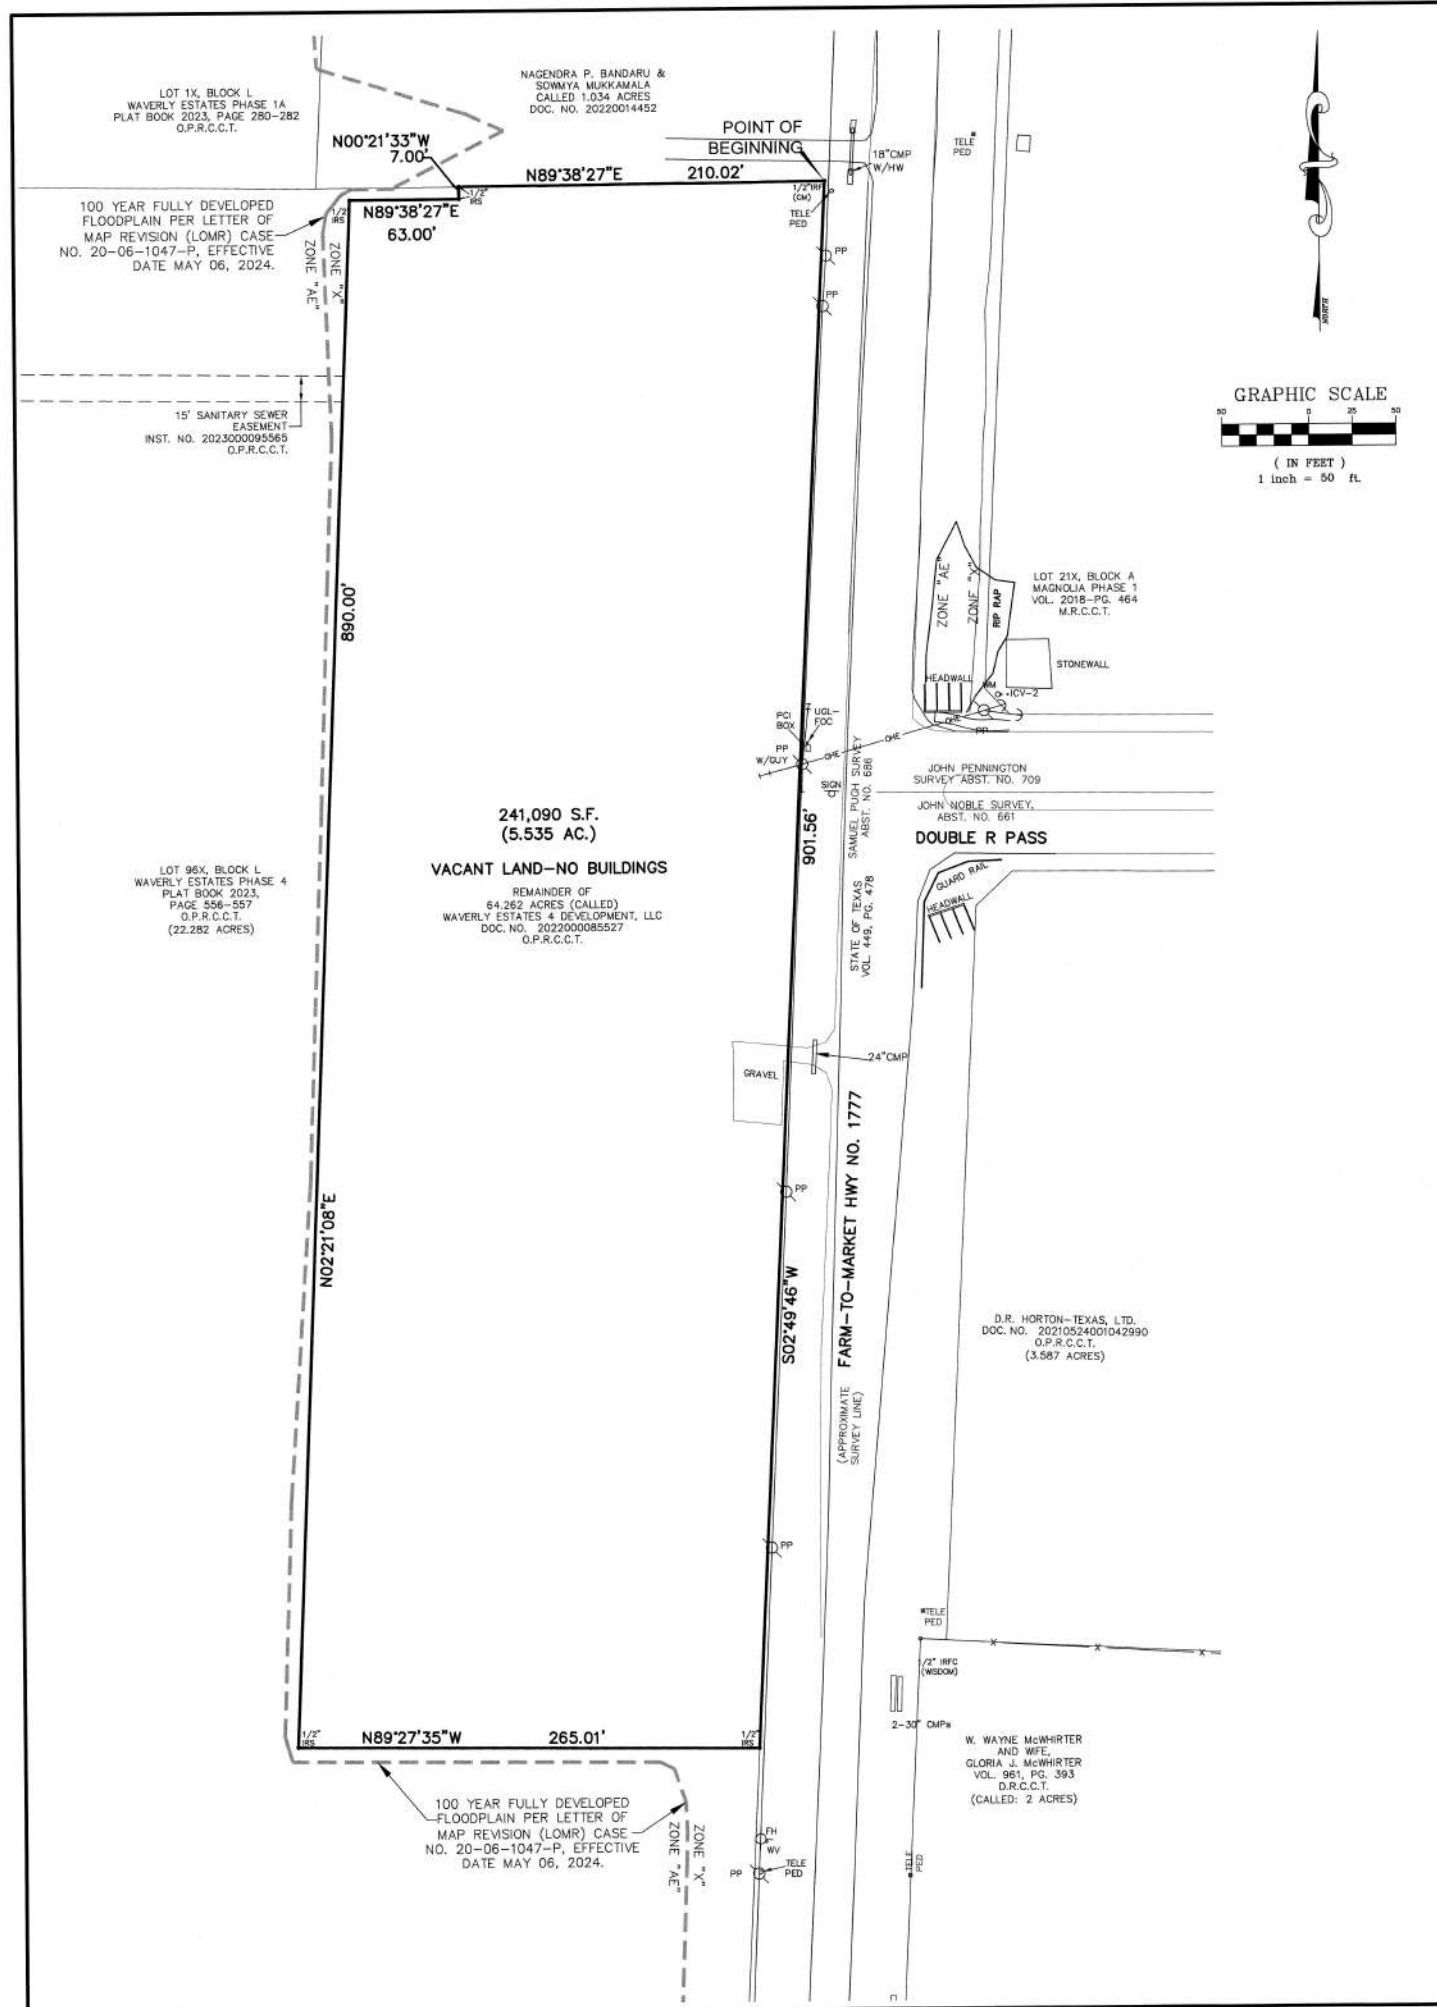 LOT 1X, BLOCK L
WAVERLY ESTATES PHASE 1A
PLAT BOOK 2023, PAGE 280-282
O.P.R.C.C.T.
NAGENDRA P. BANDARU &
SOWMYA MUKKAMALA
CALLED 1.034 ACRES
DOC. NO. 20220014452
POINT OF
BEGINNING
N00°21'33"W
7.00'
N89°38'27"E 210.02'
18"CMP
W/HW
TELE
PED
1/2"IRF
(CM)
TELE
PED
1/2"
IRS
1/2
IRS
N89°38'27"E
63.00'
100 YEAR FULLY DEVELOPED
FLOODPLAIN PER LETTER OF
MAP REVISION (LOMR) CASE
NO. 20-06-1047-P, EFFECTIVE
DATE MAY 06, 2024.
ZONE "AE"
ZONE "X"
PP
PP
NORTH
GRAPHIC SCALE
50 0 25 50
( IN FEET )
1 inch = 50 ft.
15' SANITARY SEWER
EASEMENT
INST. NO. 2023000095565
O.P.R.C.C.T.
890.00'
ZONE "AE"
ZONE "X"
RIP RAP
LOT 21X, BLOCK A
MAGNOLIA PHASE 1
VOL. 2018-PG. 464
M.R.C.C.T.
STONEWALL
HEADWALL
WM
ICV-2
PP
OHE
OHE
OHE
PCI
BOX
UGL-
FOC
PP
W/GUY
SIGN
SAMUEL PUGH SURVEY
ABST. NO. 686
JOHN PENNINGTON
SURVEY ABST. NO. 709
JOHN NOBLE SURVEY,
ABST. NO. 661
DOUBLE R PASS
241,090 S.F.
(5.535 AC.)
VACANT LAND-NO BUILDINGS
REMAINDER OF
64.262 ACRES (CALLED)
WAVERLY ESTATES 4 DEVELOPMENT, LLC
DOC. NO. 2022000085527
O.P.R.C.C.T.
901.56'
LOT 96X, BLOCK L
WAVERLY ESTATES PHASE 4
PLAT BOOK 2023,
PAGE 556-557
O.P.R.C.C.T.
(22.282 ACRES)
STATE OF TEXAS
VOL. 449, PG. 478
GUARD RAIL
HEADWALL
GRAVEL
24"CMP
FARM-TO-MARKET HWY NO. 1777
PP
N02°21'08"E
S02°49'46"W
(APPROXIMATE
SURVEY LINE)
D.R. HORTON-TEXAS, LTD.
DOC. NO. 20210524001042990
O.P.R.C.C.T.
(3.587 ACRES)
PP
TELE
PED
1/2" IRFC
(WISDOM)
X X X
2-30" CMPs
1/2"
IRS
N89°27'35"W 265.01'
1/2"
IRS
W. WAYNE McWHIRTER
AND WIFE,
GLORIA J. McWHIRTER
VOL. 961, PG. 393
D.R.C.C.T.
(CALLED: 2 ACRES)
100 YEAR FULLY DEVELOPED
FLOODPLAIN PER LETTER OF
MAP REVISION (LOMR) CASE
NO. 20-06-1047-P, EFFECTIVE
DATE MAY 06, 2024.
ZONE "AE"
ZONE "X"
FH
WV
PP
TELE
PED
TELE
PED